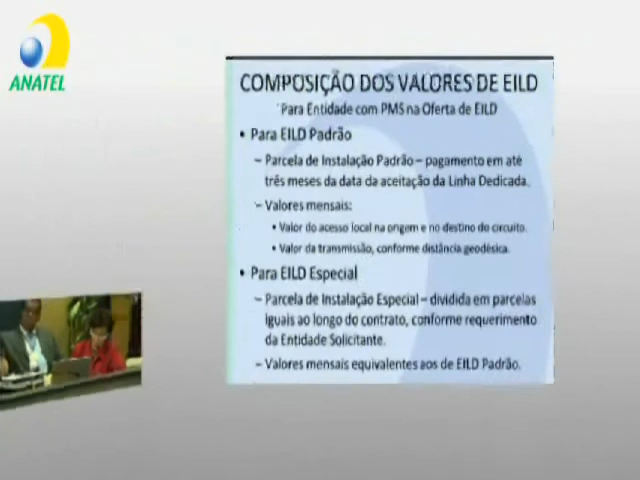 ANATEL
COMPOSIÇÃO DOS VALORES DE EILD
Para Entidade com PMS na Oferta de EILD
• Para EILD Padrão
– Parcela de Instalação Padrão – pagamento em até
três meses da data da aceitação da Linha Dedicada.
– Valores mensais:
• Valor do acesso local na origem e no destino do circuito.
• Valor da transmissão, conforme distância geodésica.
• Para EILD Especial
– Parcela de Instalação Especial – dividida em parcelas
iguais ao longo do contrato, conforme requerimento
da Entidade Solicitante.
– Valores mensais equivalentes aos de EILD Padrão.